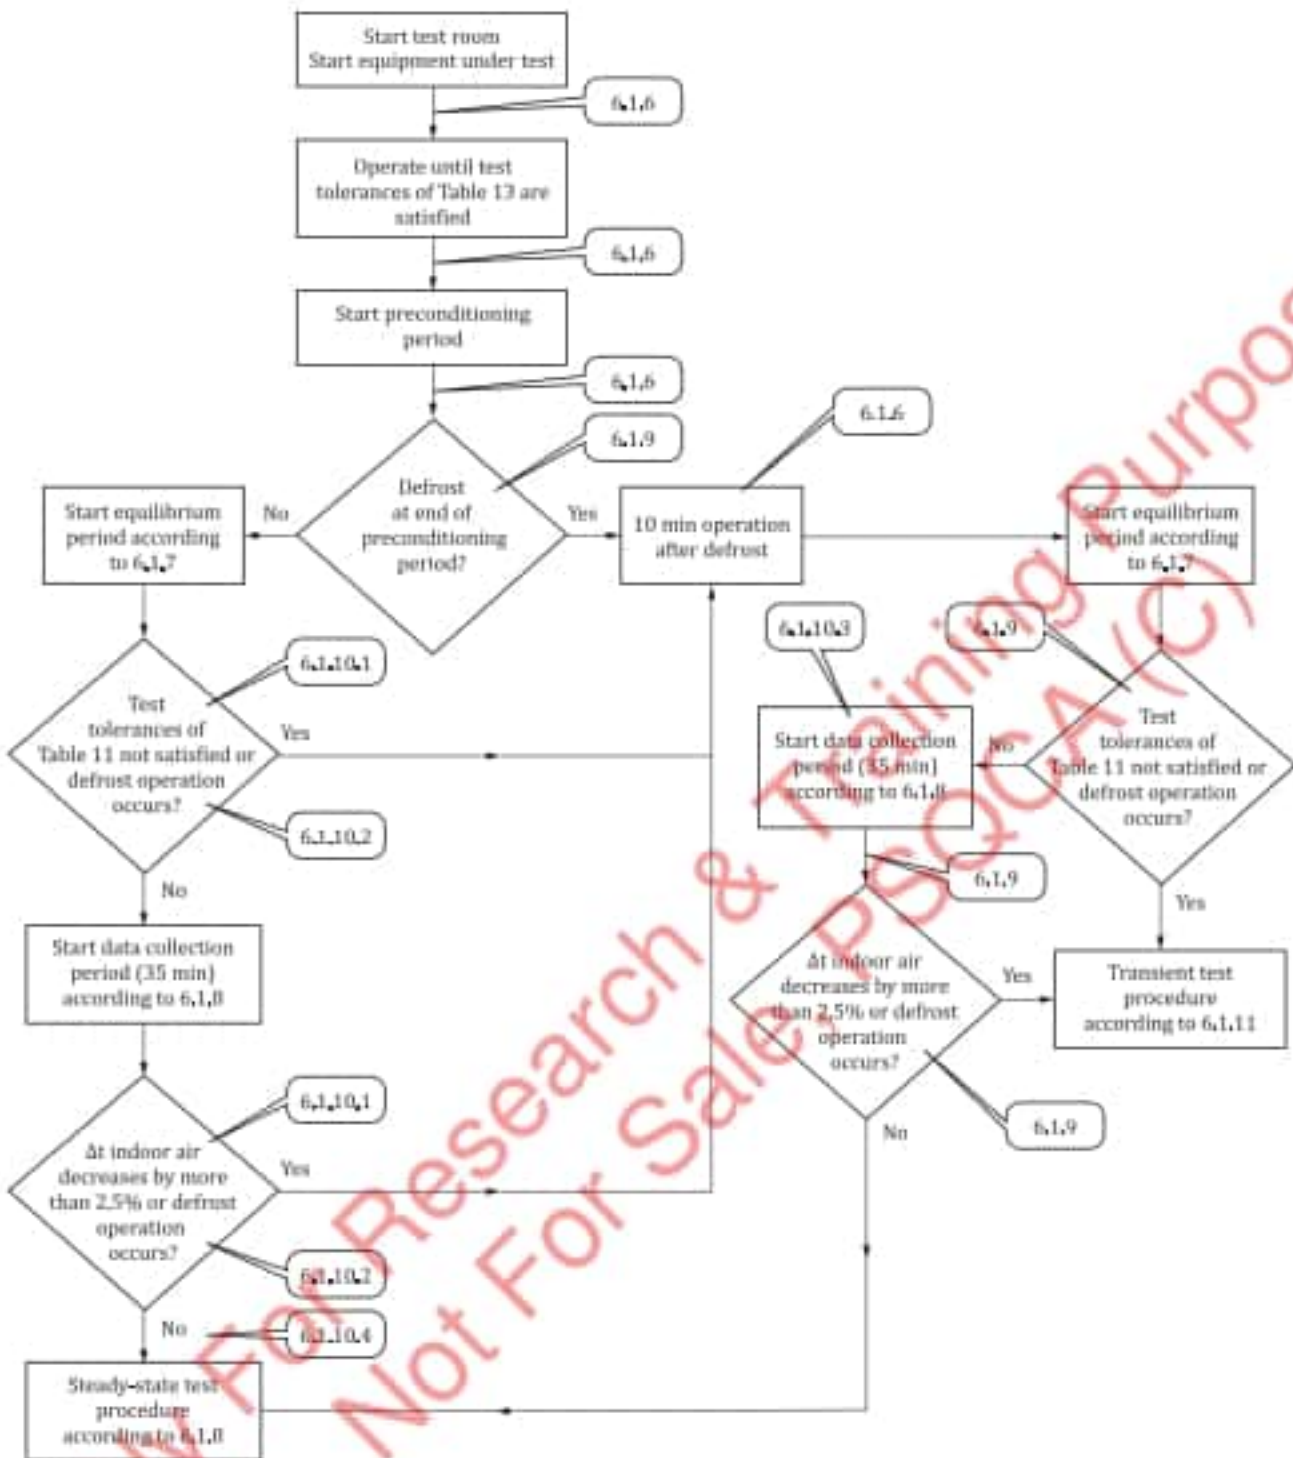 Start test room
Start equipment under test
6.1.6
Operate until test
tolerances of Table 13 are
satisfied
6.1.6
Start preconditioning
period
6.1.6
6.1.9
6.1.6
Defrost
at end of
preconditioning
period?
No
Yes
Start equilibrium
period according
to 6.1.7
10 min operation
after defrost
Start equilibrium
period according
to 6.1.7
6.1.10.3
6.1.9
6.1.10.1
Test
tolerances of
Table 11 not satisfied or
defrost operation
occurs?
Yes
6.1.10.2
No
Start data collection
period (35 min)
according to 6.1.8
No
Test
tolerances of
Table 11 not satisfied or
defrost operation
occurs?
6.1.9
Yes
Start data collection
period (35 min)
according to 6.1.8
Δt indoor air
decreases by more
than 2,5% or defrost
operation
occurs?
Yes
Transient test
procedure
according to 6.1.11
6.1.9
No
6.1.10.1
Δt indoor air
decreases by more
than 2,5% or defrost
operation
occurs?
Yes
6.1.10.2
No
6.1.10.4
Steady-state test
procedure
according to 6.1.8
For Research & Training Purpos
Not For Sale, PSQCA (C)